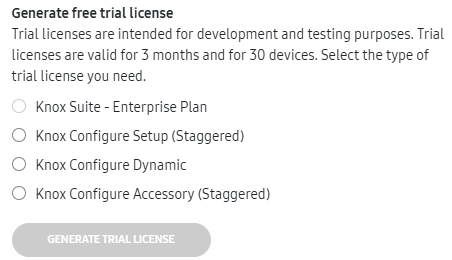 Generate free trial license
Trial licenses are intended for development and testing purposes. Trial
licenses are valid for 3 months and for 30 devices. Select the type of
trial license you need.
Knox Suite - Enterprise Plan
Knox Configure Setup (Staggered)
Knox Configure Dynamic
Knox Configure Accessory (Staggered)
GENERATE TRIAL LICENSE